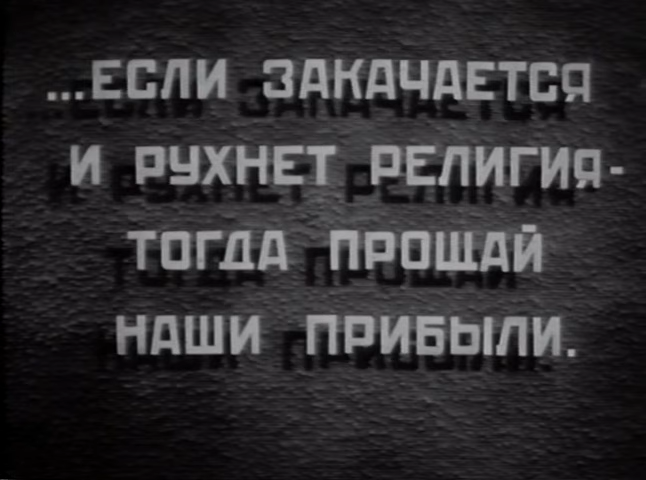 ...ЕСЛИ ЗАКАЧАЕТСЯ
И РУХНЕТ РЕЛИГИЯ-
ТОГДА ПРОЩАЙ
НАШИ ПРИБЫЛИ.